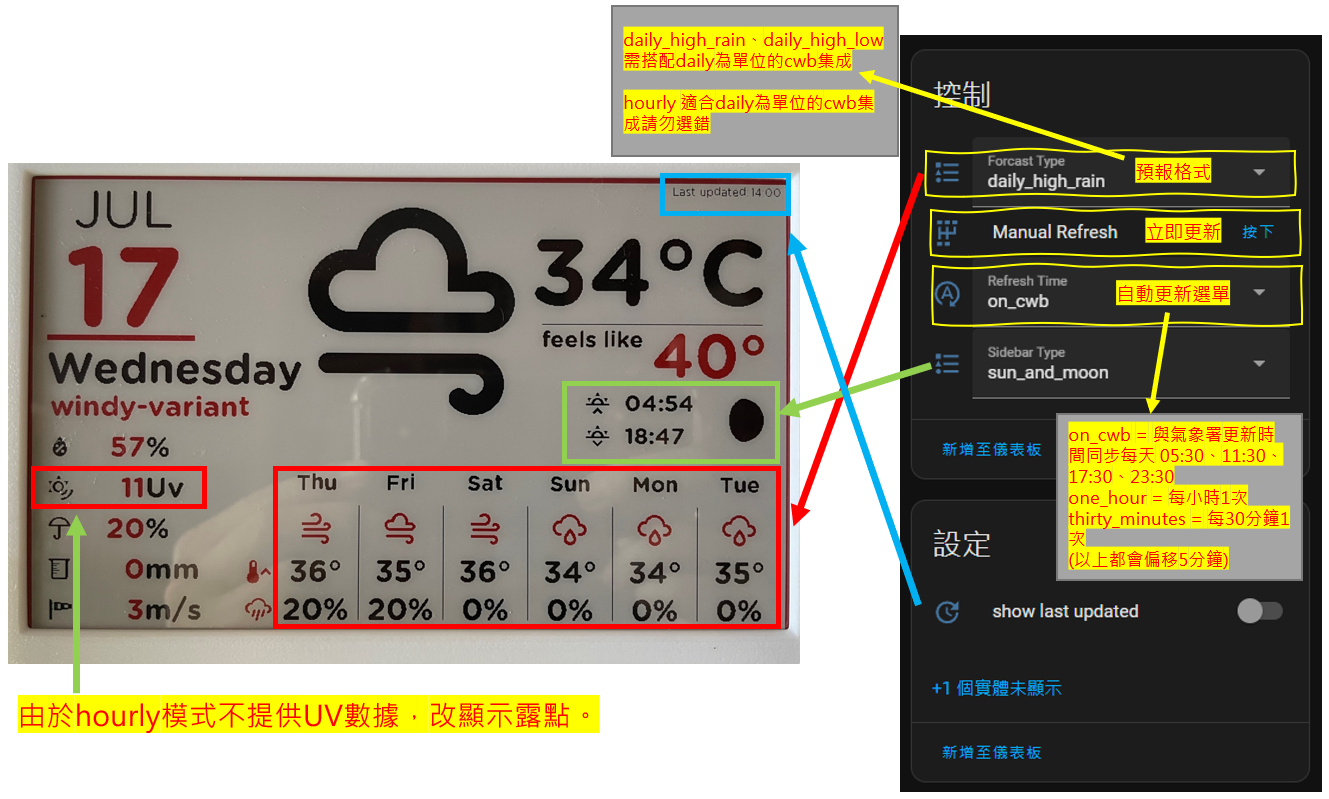 daily_high_rain、daily_high_low
需搭配daily為單位的cwb集成
hourly 適合daily為單位的cwb集
成請勿選錯
控制
Forcast Type
daily_high_rain
預報格式
Manual Refresh
立即更新
按下
Refresh Time
on_cwb
自動更新選單
Sidebar Type
sun_and_moon
新增至儀表板
on_cwb = 與氣象署更新時
間同步每天 05:30、11:30、
17:30、23:30
one_hour = 每小時1次
thirty_minutes = 每30分鐘1
次
(以上都會偏移5分鐘)
設定
show last updated
+1 個實體未顯示
新增至儀表板
Last updated 14:00
JUL
17
Wednesday
windy-variant
34°C
feels like 40°
04:54
18:47
57%
11Uv
20%
0mm
3m/s
Thu Fri Sat Sun Mon Tue
36° 35° 36° 34° 34° 35°
20% 20% 0% 0% 0% 0%
由於hourly模式不提供UV數據，改顯示露點。